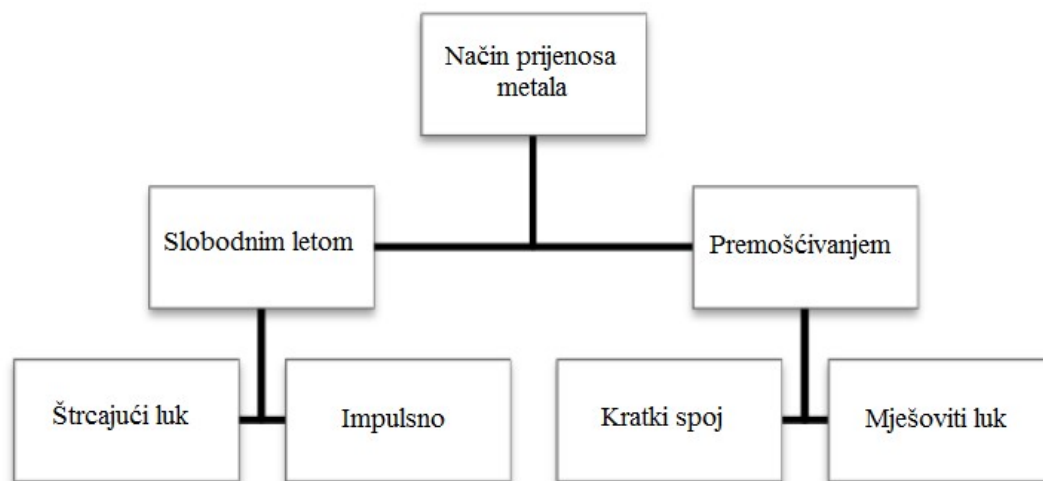 Način prijenosa
metala
Slobodnim letom
Premošćivanjem
Štrcajući luk
Impulsno
Kratki spoj
Mješoviti luk